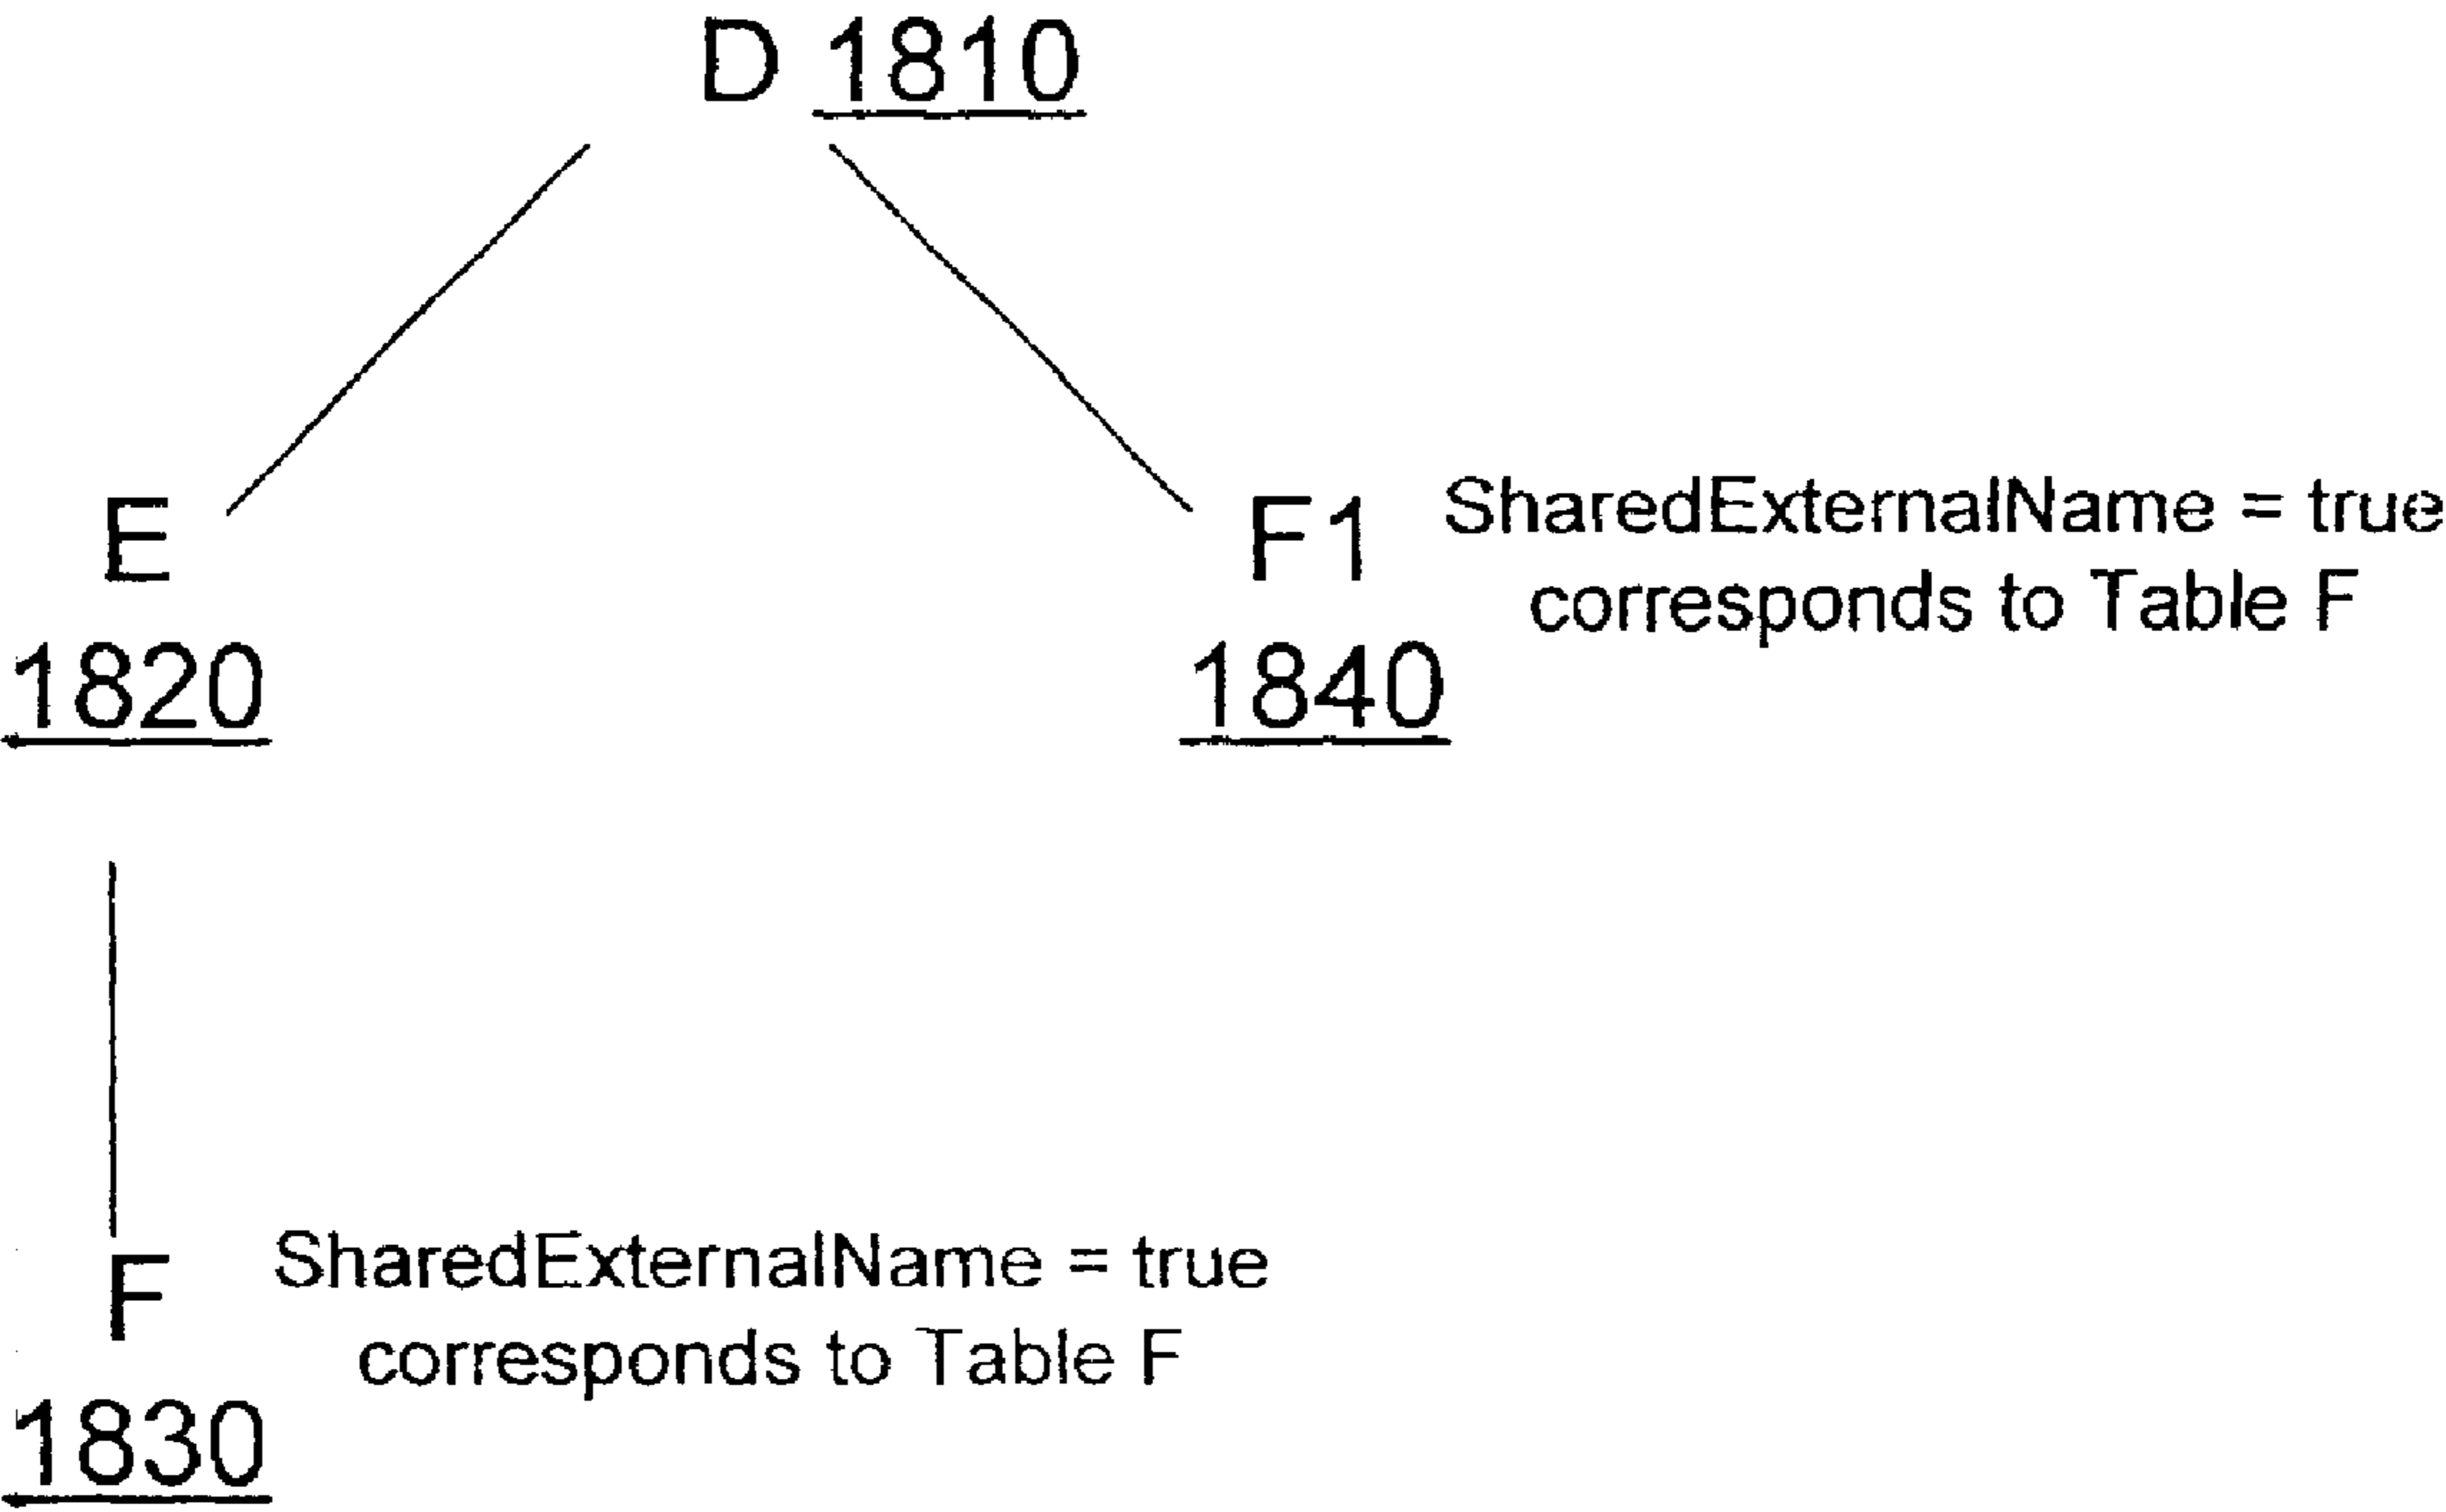 D 1810
E
1820
F1
1840
SharedExternalName = true
corresponds to Table F
F
1830
SharedExternalName = true
corresponds to Table F